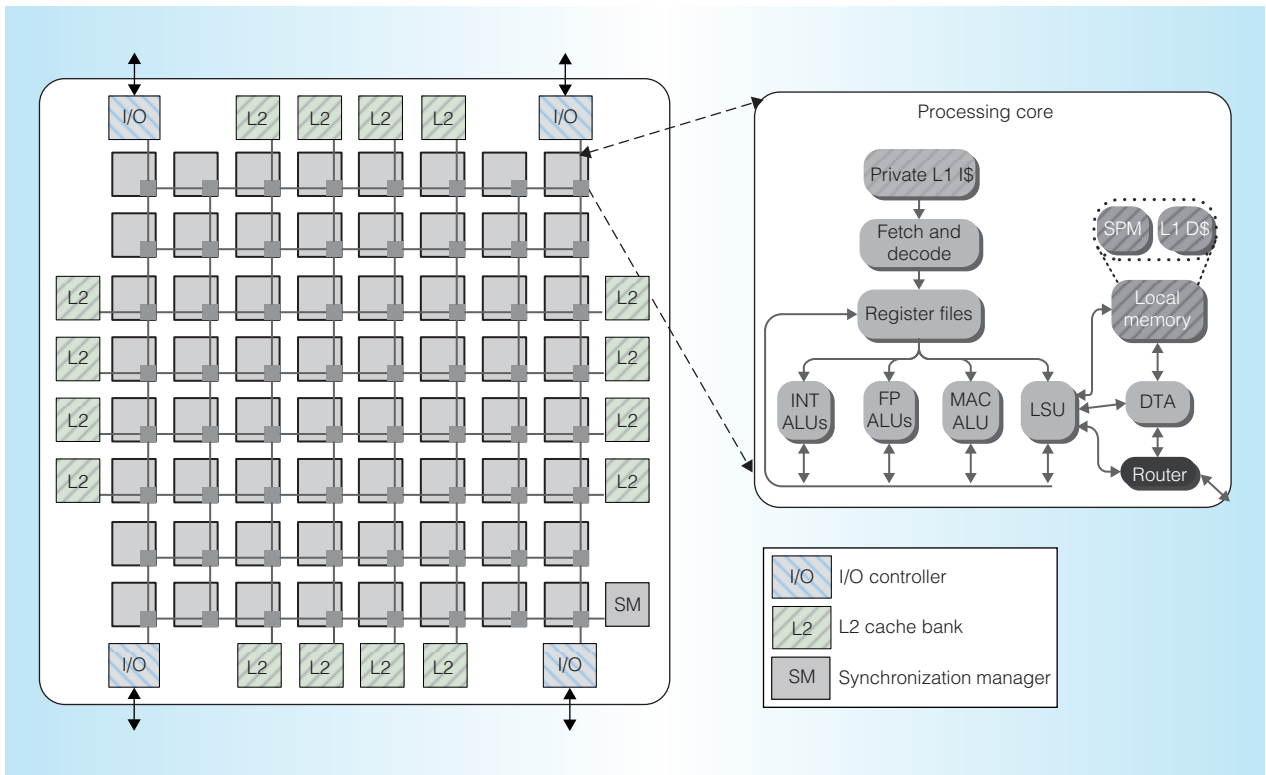 I/O
L2
L2
L2
L2
I/O
L2
L2
L2
L2
L2
L2
L2
L2
SM
I/O
L2
L2
L2
L2
I/O
Processing core
Private L1 I$
Fetch and
decode
Register files
SPM
L1 D$
Local
memory
INT
ALUs
FP
ALUs
MAC
ALU
LSU
DTA
Router
I/O
I/O controller
L2
L2 cache bank
SM
Synchronization manager